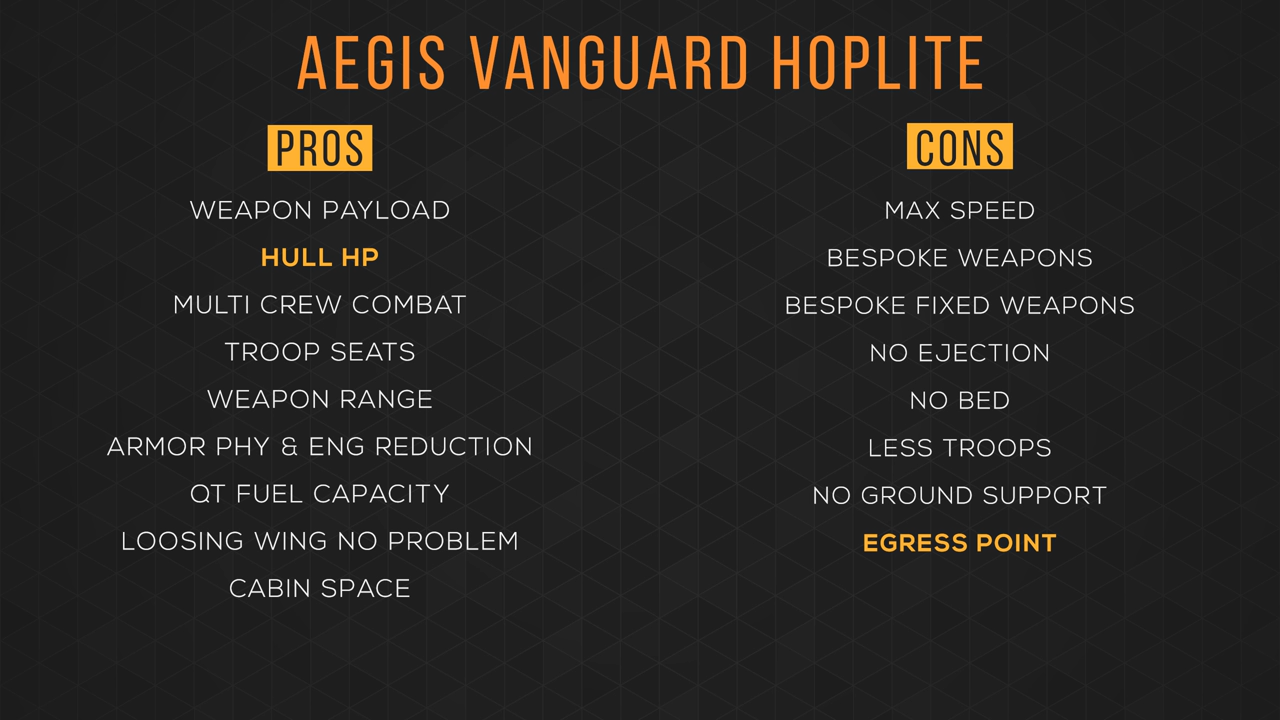 AEGIS VANGUARD HOPLITE
PROS
WEAPON PAYLOAD
HULL HP
MULTI CREW COMBAT
TROOP SEATS
WEAPON RANGE
ARMOR PHY & ENG REDUCTION
QT FUEL CAPACITY
LOOSING WING NO PROBLEM
CABIN SPACE
CONS
MAX SPEED
BESPOKE WEAPONS
BESPOKE FIXED WEAPONS
NO EJECTION
NO BED
LESS TROOPS
NO GROUND SUPPORT
EGRESS POINT